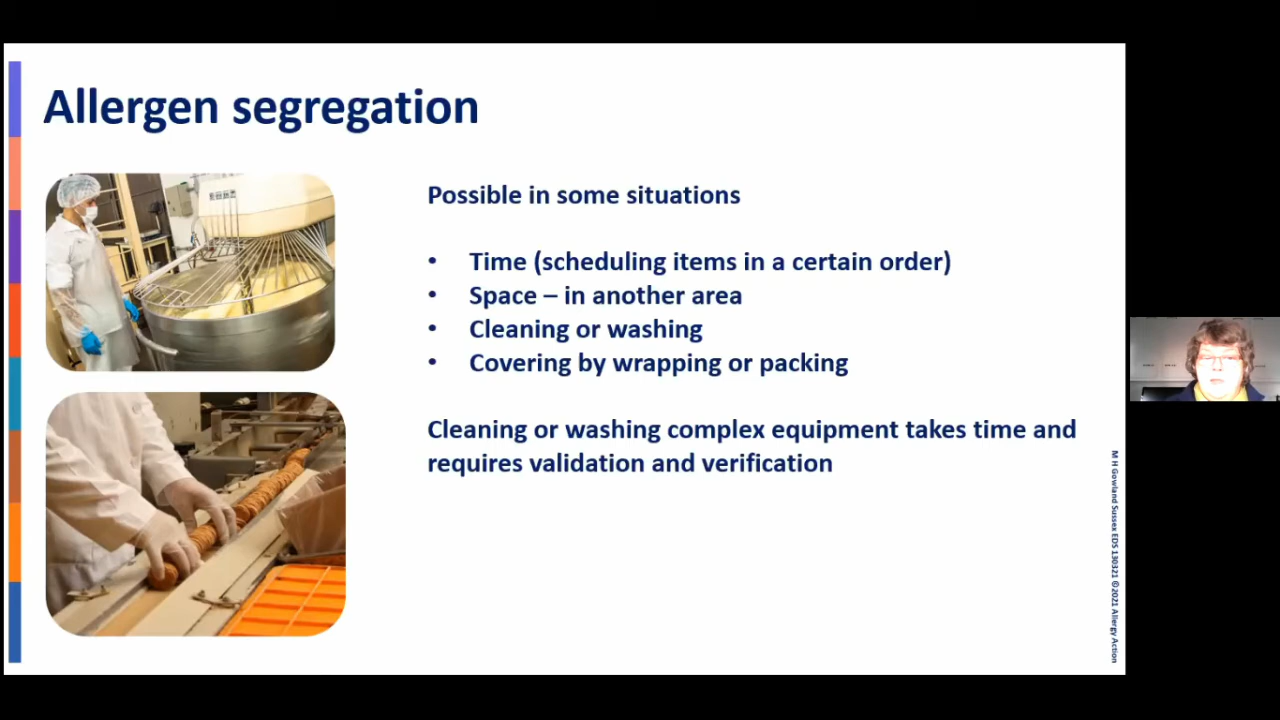 Allergen segregation
Possible in some situations
• Time (scheduling items in a certain order)
• Space – in another area
• Cleaning or washing
• Covering by wrapping or packing
Cleaning or washing complex equipment takes time and
requires validation and verification
M H Gowland Sussex EDS 130321 ©2021 Allergy Action